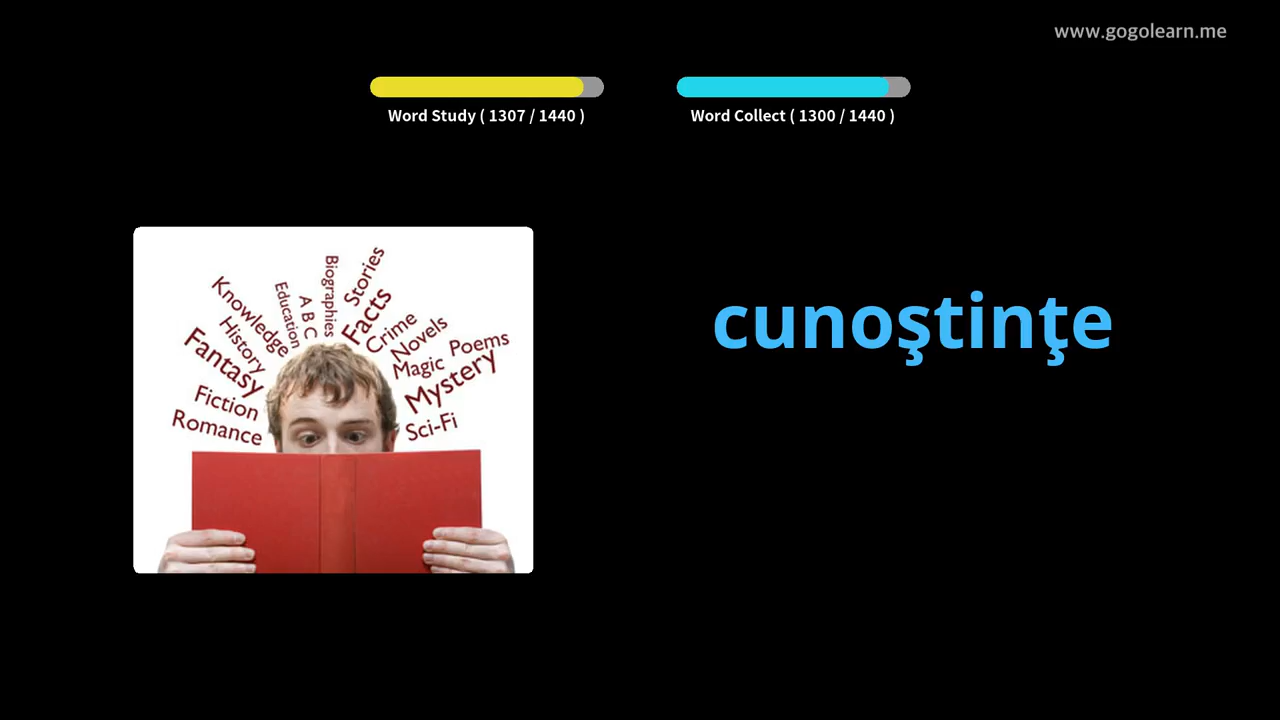 www.gogolearn.me
Word Study ( 1307 / 1440 )
Word Collect ( 1300 / 1440 )
cunoştinţe
Biographies
Stories
Education
A B C
Facts
Knowledge
History
Crime
Novels
Poems
Fantasy
Magic
Mystery
Fiction
Romance
Sci-Fi